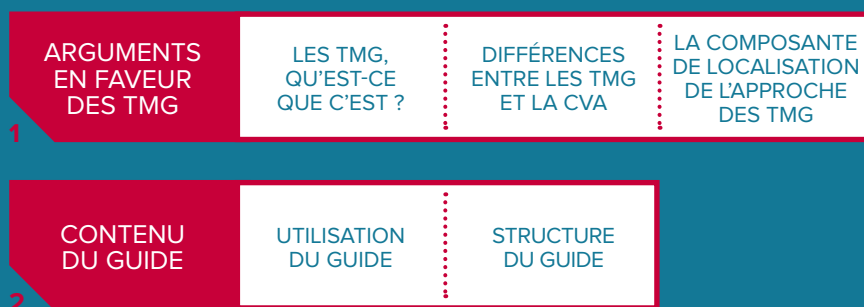 ARGUMENTS
EN FAVEUR
DES TMG
1
LES TMG,
QU'EST-CE
QUE C'EST ?
DIFFÉRENCES
ENTRE LES TMG
ET LA CVA
LA COMPOSANTE
DE LOCALISATION
DE L'APPROCHE
DES TMG
CONTENU
DU GUIDE
2
UTILISATION
DU GUIDE
STRUCTURE
DU GUIDE